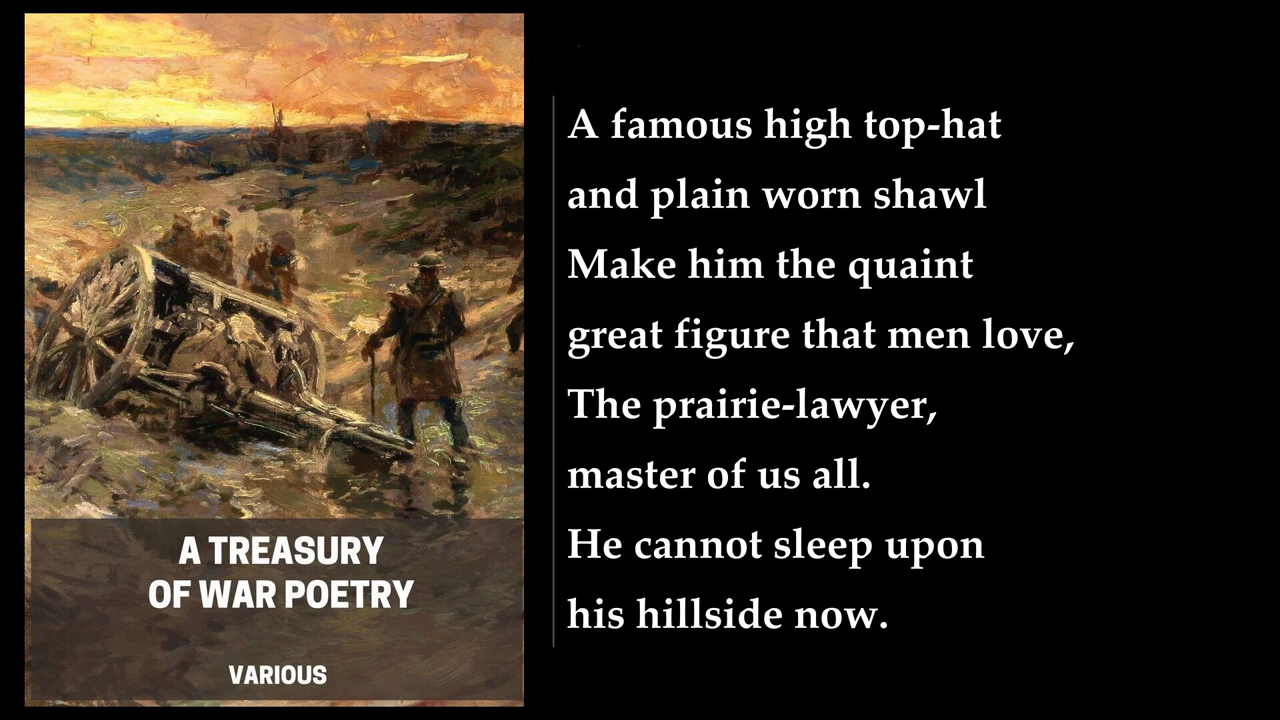 A famous high top-hat
and plain worn shawl
Make him the quaint
great figure that men love,
The prairie-lawyer,
master of us all.
He cannot sleep upon
his hillside now.
A TREASURY
OF WAR POETRY
VARIOUS